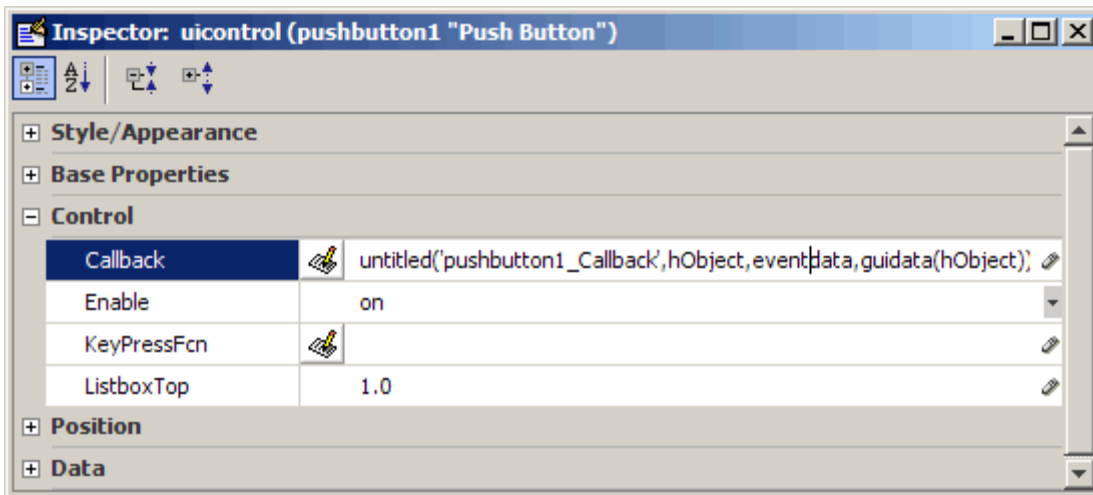 Inspector: uicontrol (pushbutton1 "Push Button")
Style/Appearance
Base Properties
Control
Callback untitled('pushbutton1_Callback',hObject,eventdata,guidata(hObject))
Enable on
KeyPressFcn
ListboxTop 1.0
Position
Data